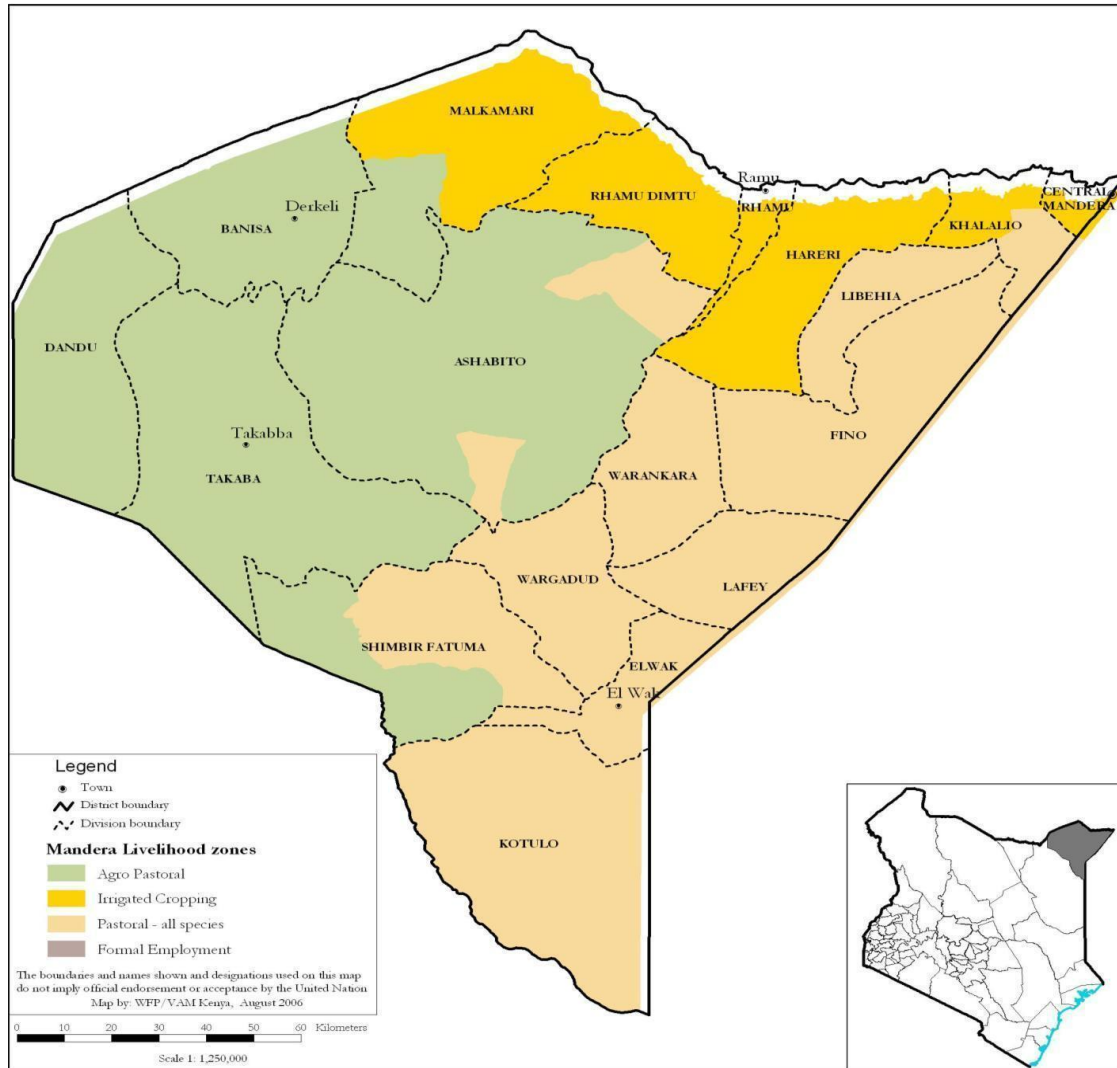 MALKAMARI
Ramu
CENTRAL
MANDERA
RHAMU DIMTU
RHAMU
KHALALIO
Derkeli
BANISA
HARERI
LIBEHIA
DANDU
ASHABITO
Takabba
FINO
TAKABA
WARANKARA
WARGADUD
LAFEY
SHIMBIR FATUMA
ELWAK
El Wak
KOTULO
Legend
Town
District boundary
Division boundary
Mandera Livelihood zones
Agro Pastoral
Irrigated Cropping
Pastoral - all species
Formal Employment
The boundaries and names shown and designations used on this map
do not imply official endorsement or acceptance by the United Nation
Map by: WFP/VAM Kenya, August 2006
0 10 20 30 40 50 60 Kilometers
Scale 1: 1,250,000